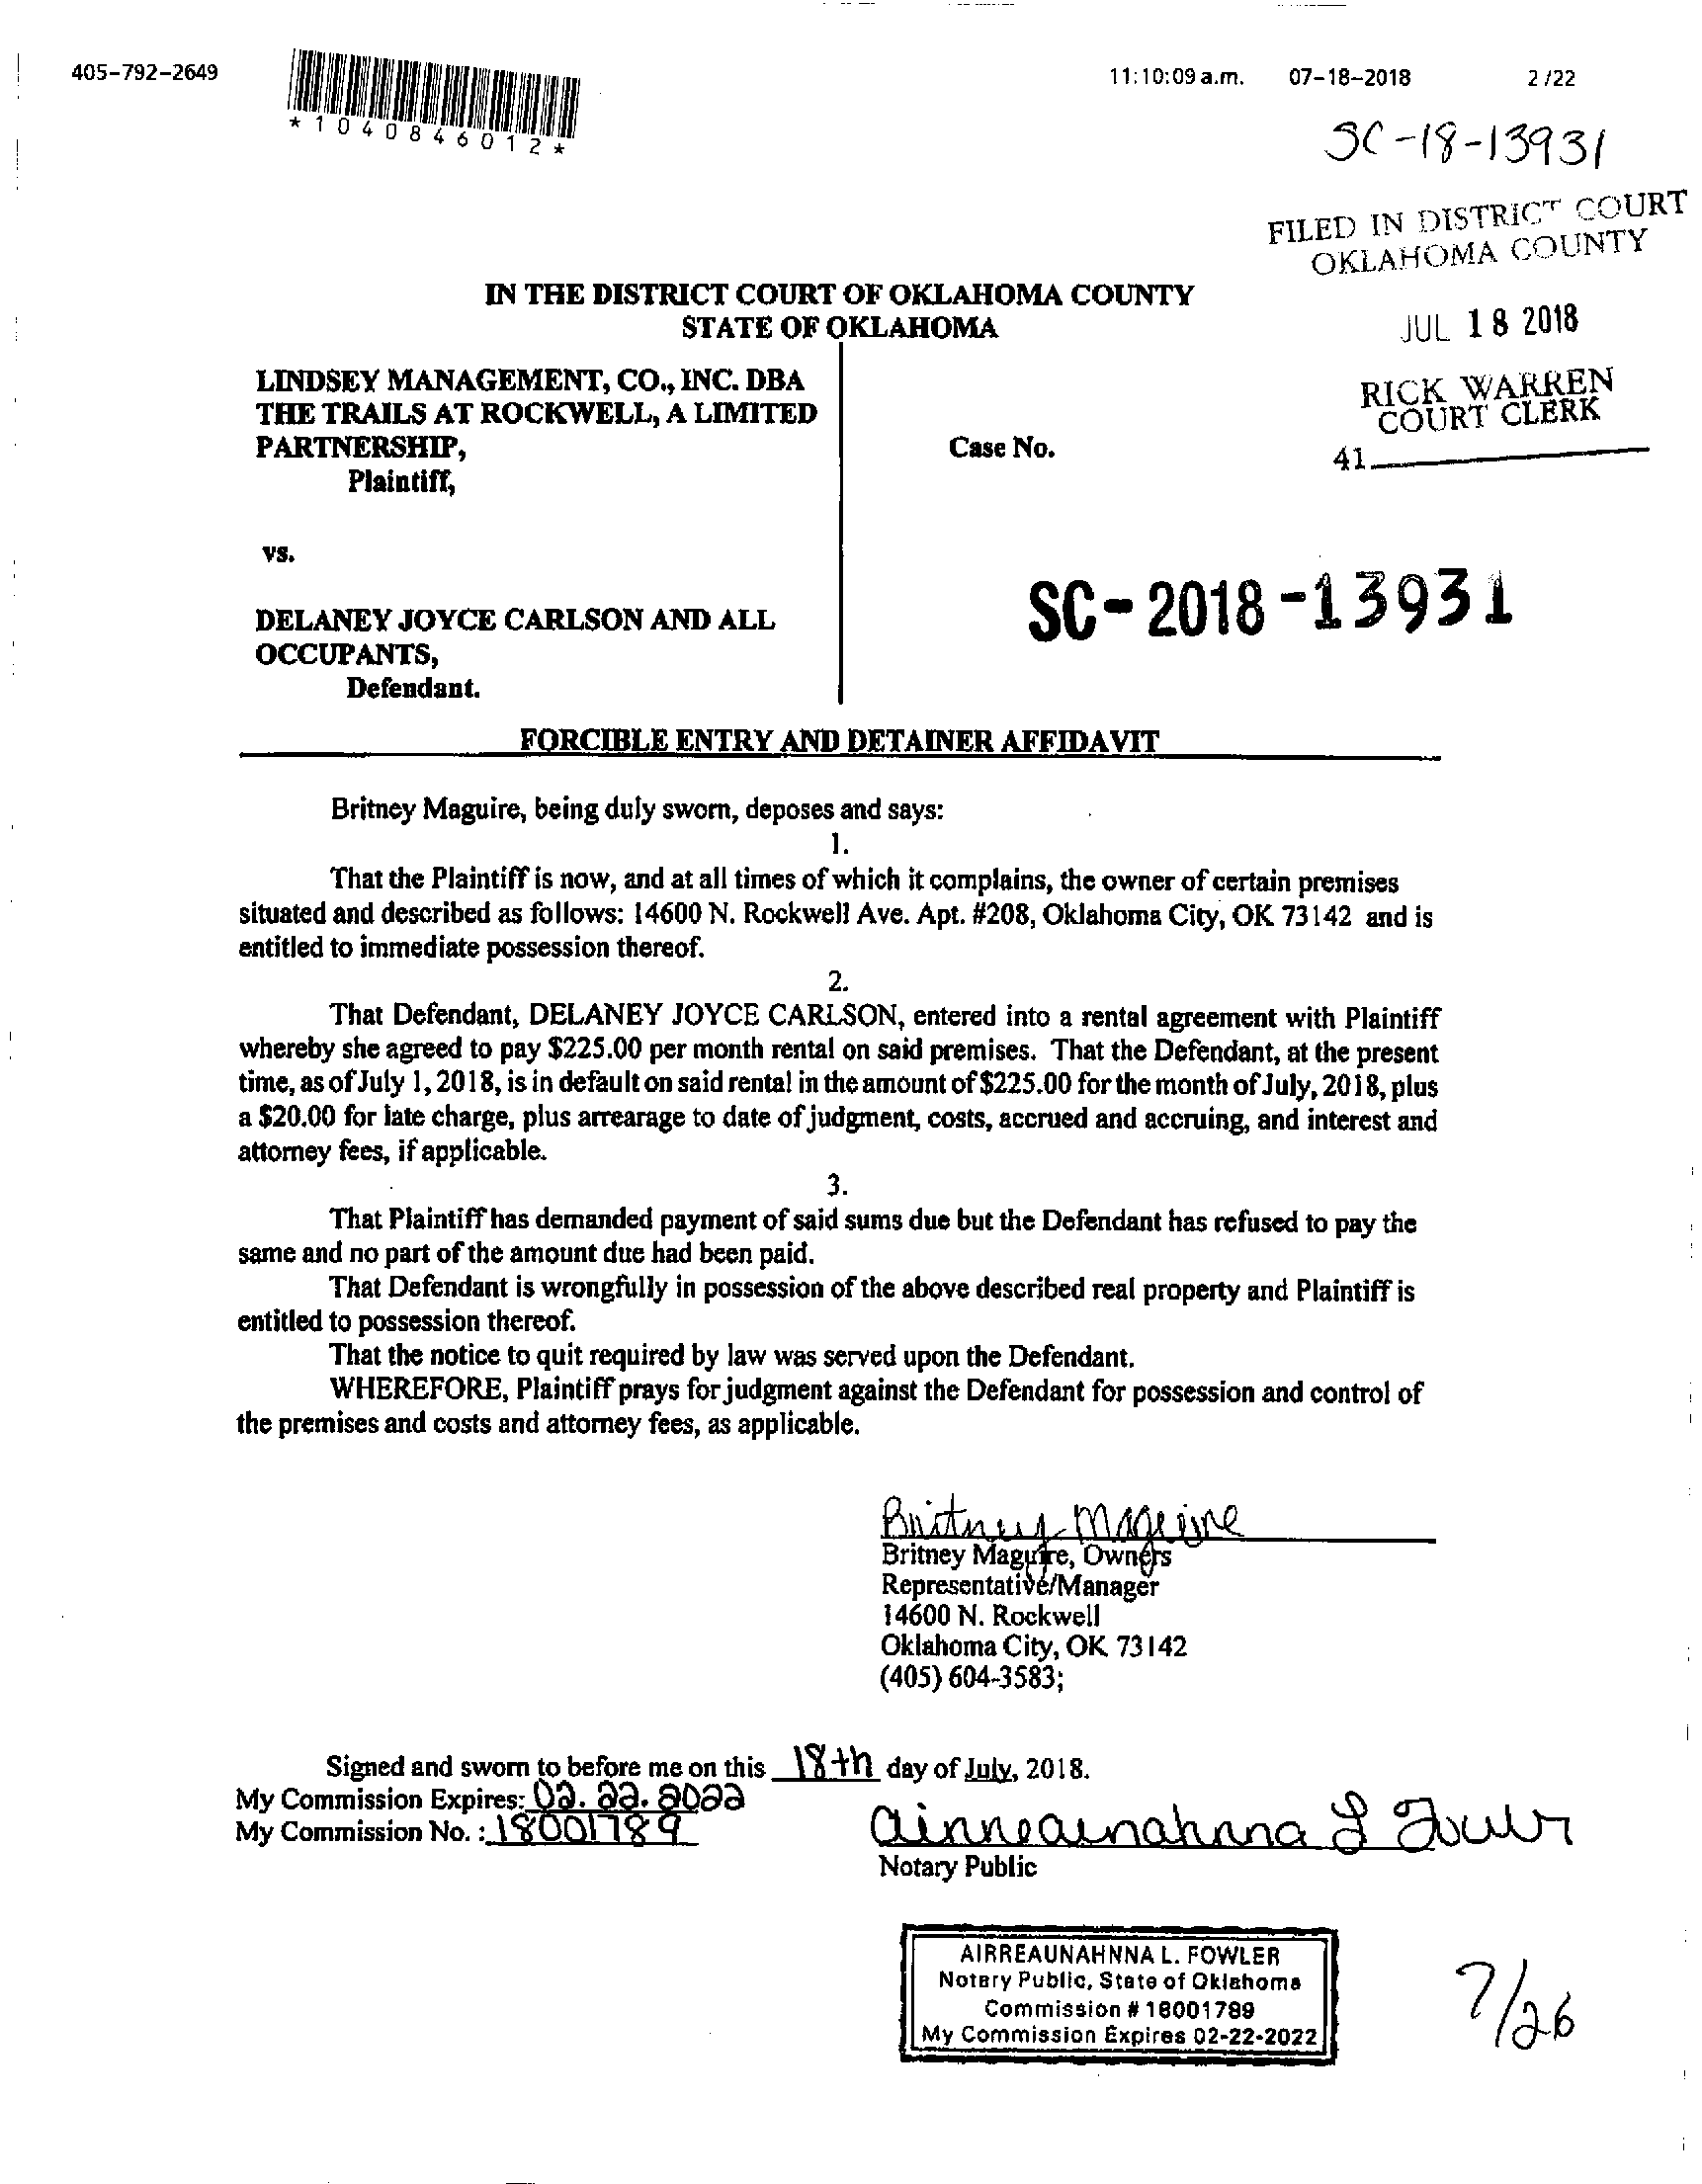 405-792-2649
11:10:09 a.m. 07-18-2018 2 /22
*1040846012*
SC-18-13931
FILED IN DISTRICT COURT
OKLAHOMA COUNTY
JUL 18 2018
RICK WARREN
COURT CLERK
41
IN THE DISTRICT COURT OF OKLAHOMA COUNTY
STATE OF OKLAHOMA
LINDSEY MANAGEMENT, CO., INC. DBA
THE TRAILS AT ROCKWELL, A LIMITED
PARTNERSHIP,
Plaintiff,
Case No.
vs.
SC-2018-13931
DELANEY JOYCE CARLSON AND ALL
OCCUPANTS,
Defendant.
FORCIBLE ENTRY AND DETAINER AFFIDAVIT
Britney Maguire, being duly sworn, deposes and says:
1.
That the Plaintiff is now, and at all times of which it complains, the owner of certain premises
situated and described as follows: 14600 N. Rockwell Ave. Apt. #208, Oklahoma City, OK 73142 and is
entitled to immediate possession thereof.
2.
That Defendant, DELANEY JOYCE CARLSON, entered into a rental agreement with Plaintiff
whereby she agreed to pay $225.00 per month rental on said premises. That the Defendant, at the present
time, as of July 1, 2018, is in default on said rental in the amount of $225.00 for the month of July, 2018, plus
a $20.00 for late charge, plus arrearage to date of judgment, costs, accrued and accruing, and interest and
attorney fees, if applicable.
3.
That Plaintiff has demanded payment of said sums due but the Defendant has refused to pay the
same and no part of the amount due had been paid.
That Defendant is wrongfully in possession of the above described real property and Plaintiff is
entitled to possession thereof.
That the notice to quit required by law was served upon the Defendant.
WHEREFORE, Plaintiff prays for judgment against the Defendant for possession and control of
the premises and costs and attorney fees, as applicable.
Britney Maguire
Britney Maguire, Owners
Representative/Manager
14600 N. Rockwell
Oklahoma City, OK 73142
(405) 604-3583;
Signed and sworn to before me on this 18th day of July, 2018.
My Commission Expires: 02.22.2022
My Commission No. : 18001789
Airreaunahnna L Fowler
Notary Public
AIRREAUNAHNNA L. FOWLER
Notary Public, State of Oklahoma
Commission # 18001789
My Commission Expires 02-22-2022
7/26